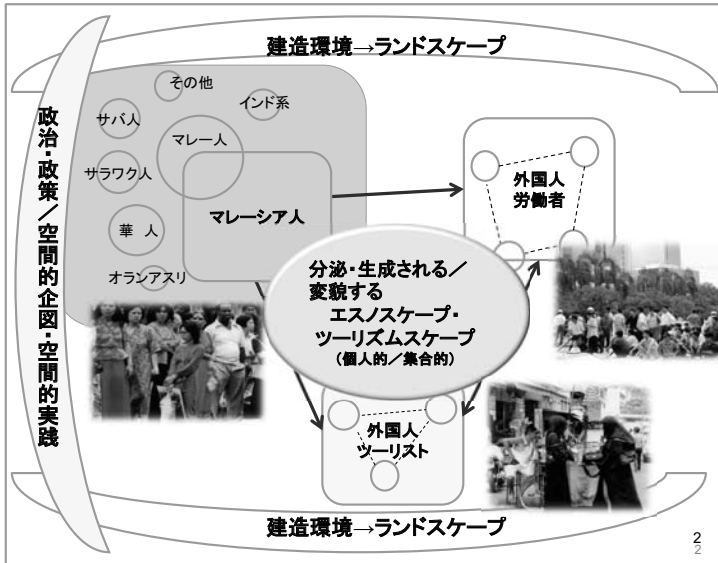 建造環境→ランドスケープ
政治・政策／空間的企図・空間的実践
その他
インド系
サバ人
マレー人
サラワク人
マレーシア人
華　人
オランアスリ
外国人
労働者
分泌・生成される／
変貌する
エスノスケープ・
ツーリズムスケープ
（個人的／集合的）
外国人
ツーリスト
建造環境→ランドスケープ
2
2